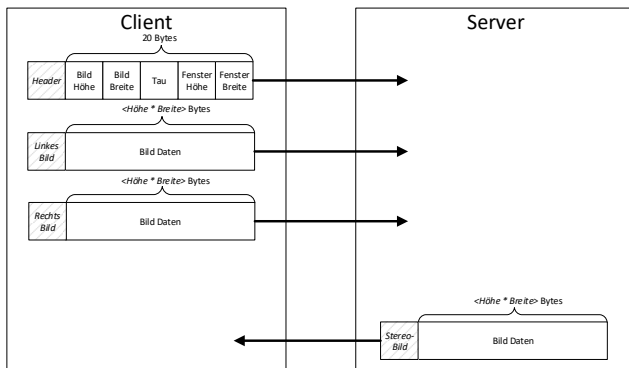 Client
Server
20 Bytes
Header
Bild
Höhe
Bild
Breite
Tau
Fenster
Höhe
Fenster
Breite
<Höhe * Breite> Bytes
Linkes
Bild
Bild Daten
<Höhe * Breite> Bytes
Rechts
Bild
Bild Daten
<Höhe * Breite> Bytes
Stereo-
Bild
Bild Daten